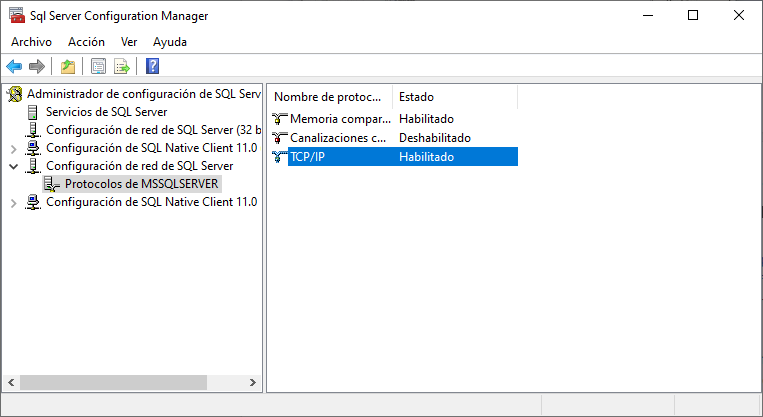 Sql Server Configuration Manager
Archivo Acción Ver Ayuda
Administrador de configuración de SQL Serv
Servicios de SQL Server
Configuración de red de SQL Server (32 b
Configuración de SQL Native Client 11.0
Configuración de red de SQL Server
Protocolos de MSSQLSERVER
Configuración de SQL Native Client 11.0
Nombre de protoc... Estado
Memoria compar... Habilitado
Canalizaciones c... Deshabilitado
TCP/IP Habilitado